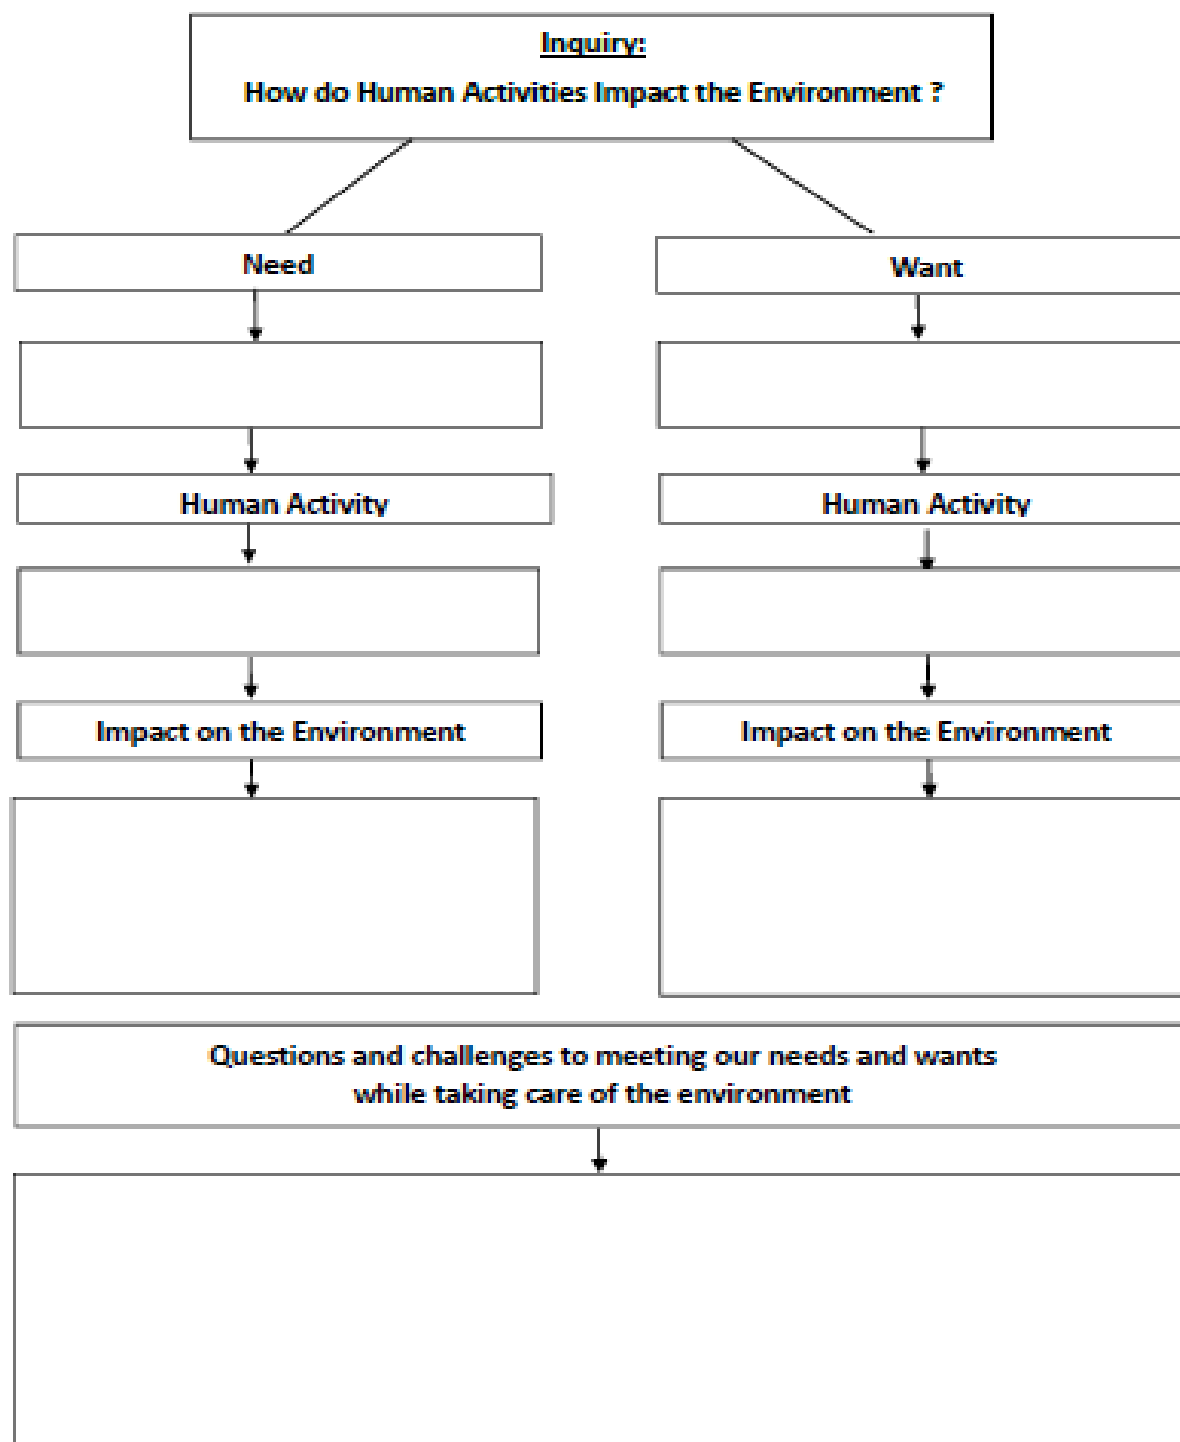 Inquiry:
How do Human Activities Impact the Environment ?
Need
Want
Human Activity
Human Activity
Impact on the Environment
Impact on the Environment
Questions and challenges to meeting our needs and wants
while taking care of the environment